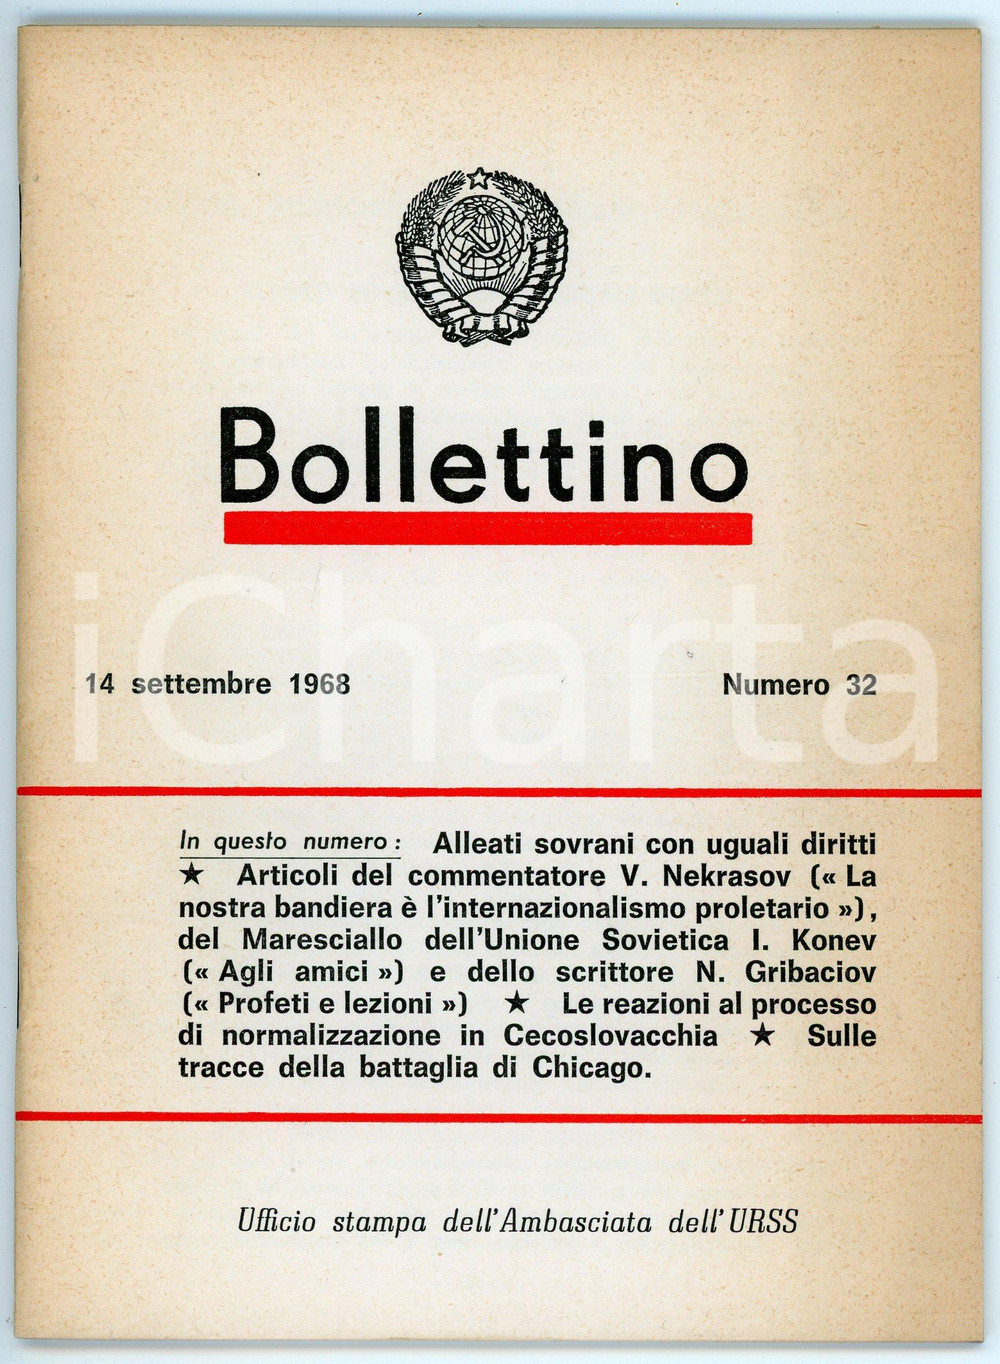 Bollettino
iCharta
14 settembre 1968 Numero 32
In questo numero : Alleati sovrani con uguali diritti
★ Articoli del commentatore V. Nekrasov (« La
nostra bandiera è l'internazionalismo proletario »),
del Maresciallo dell'Unione Sovietica I. Konev
(« Agli amici ») e dello scrittore N. Gribaciov
(« Profeti e lezioni ») ★ Le reazioni al processo
di normalizzazione in Cecoslovacchia ★ Sulle
tracce della battaglia di Chicago.
Ufficio stampa dell'Ambasciata dell'URSS